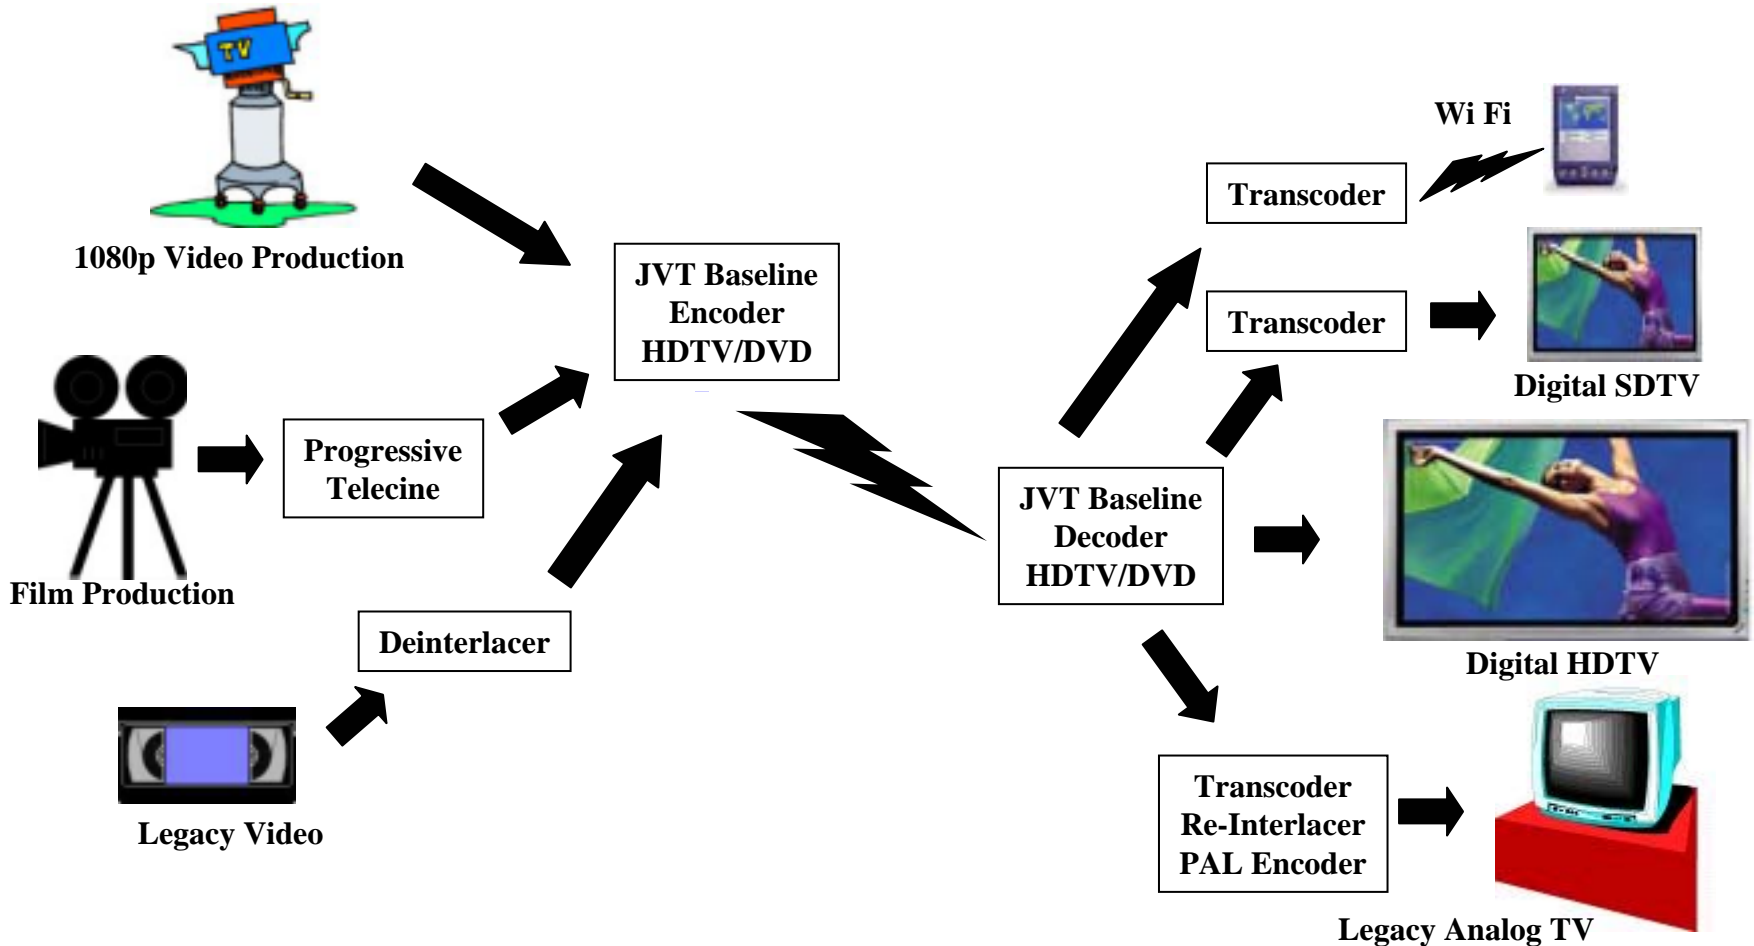 TV
1080p Video Production
JVT Baseline
Encoder
HDTV/DVD
Progressive
Telecine
Film Production
Deinterlacer
Legacy Video
Wi Fi
Transcoder
Transcoder
Digital SDTV
JVT Baseline
Decoder
HDTV/DVD
Digital HDTV
Transcoder
Re-Interlacer
PAL Encoder
Legacy Analog TV